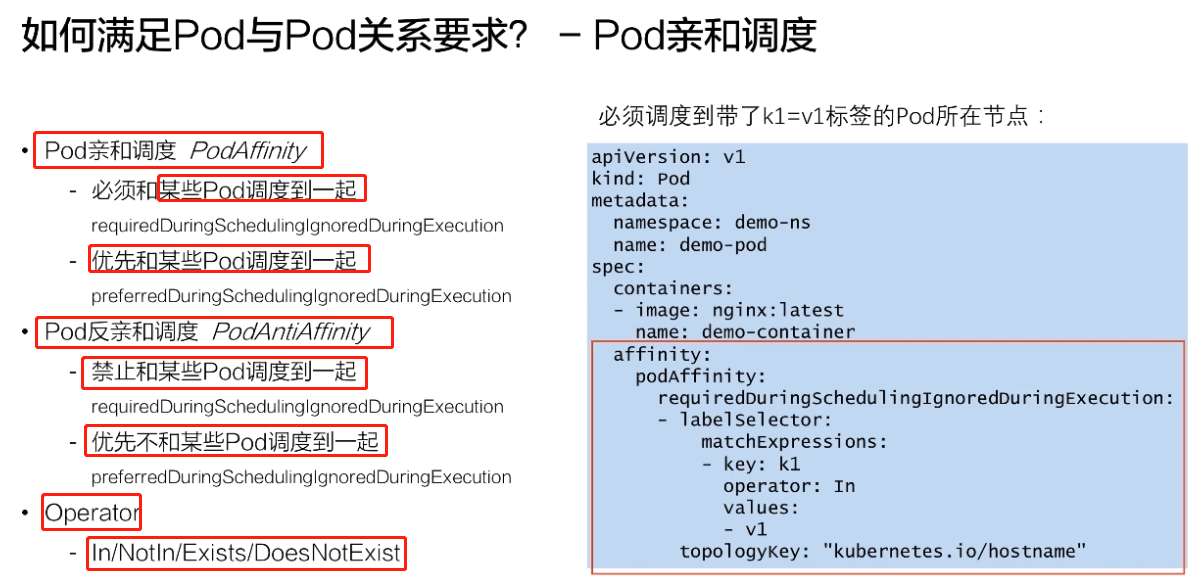 如何满足Pod与Pod关系要求？ – Pod亲和调度
• Pod亲和调度 PodAffinity
- 必须和某些Pod调度到一起
requiredDuringSchedulingIgnoredDuringExecution
- 优先和某些Pod调度到一起
preferredDuringSchedulingIgnoredDuringExecution
• Pod反亲和调度 PodAntiAffinity
- 禁止和某些Pod调度到一起
requiredDuringSchedulingIgnoredDuringExecution
- 优先不和某些Pod调度到一起
preferredDuringSchedulingIgnoredDuringExecution
• Operator
- In/NotIn/Exists/DoesNotExist
必须调度到带了k1=v1标签的Pod所在节点：
apiVersion: v1
kind: Pod
metadata:
  namespace: demo-ns
  name: demo-pod
spec:
  containers:
  - image: nginx:latest
    name: demo-container
  affinity:
    podAffinity:
      requiredDuringSchedulingIgnoredDuringExecution:
      - labelSelector:
          matchExpressions:
          - key: k1
            operator: In
            values:
            - v1
        topologyKey: "kubernetes.io/hostname"